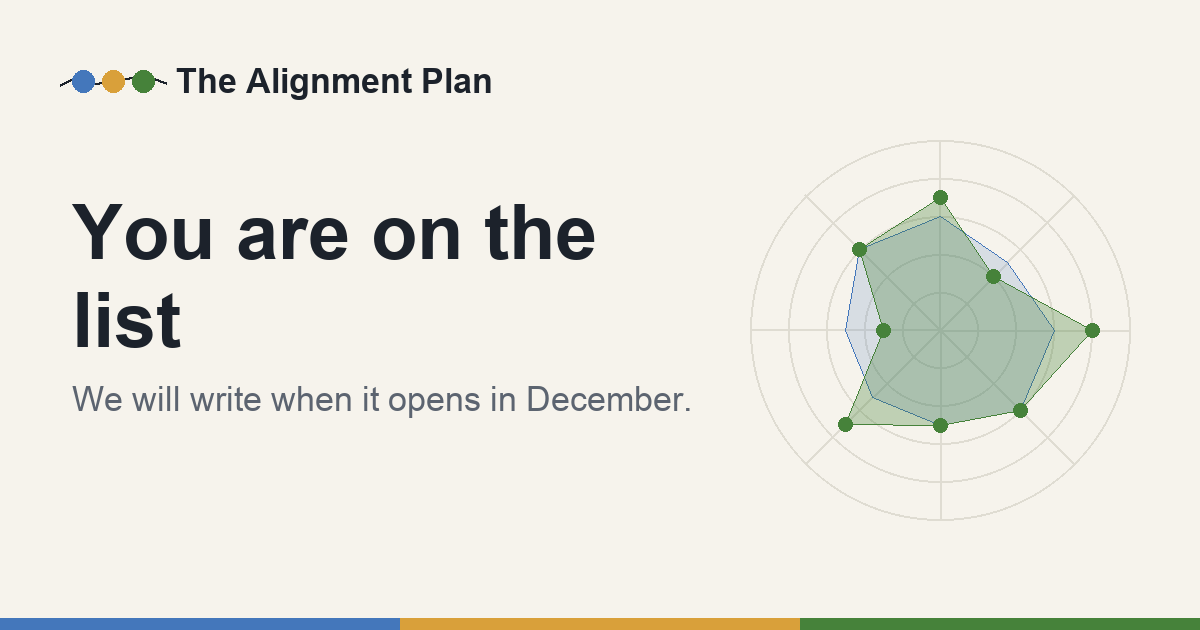 The Alignment Plan
You are on the
list
We will write when it opens in December.